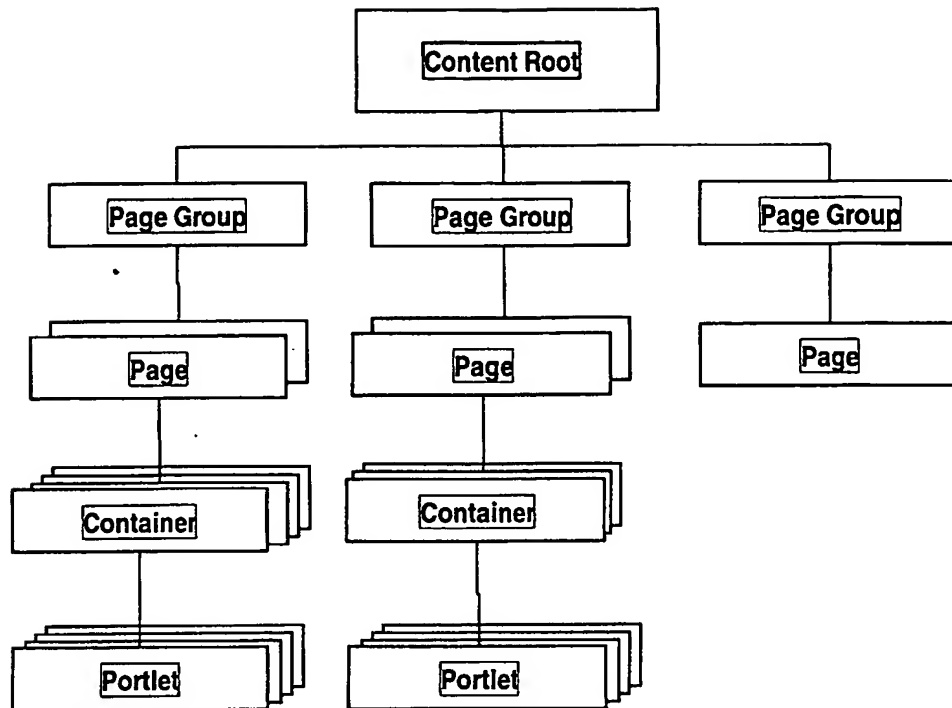 Content Root
Page Group
Page Group
Page Group
Page
Page
Page
Container
Container
Portlet
Portlet